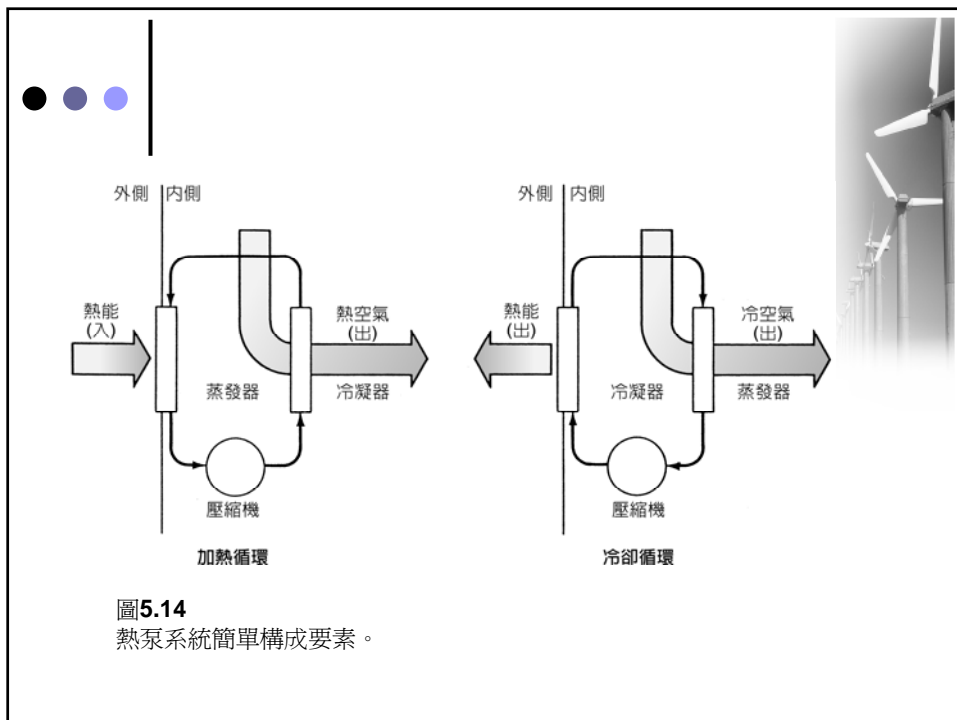 外側 內側
熱能
(入)
熱空氣
(出)
蒸發器
冷凝器
壓縮機
加熱循環
外側 內側
熱能
(出)
冷空氣
(出)
冷凝器
蒸發器
壓縮機
冷卻循環
圖5.14
熱泵系統簡單構成要素。